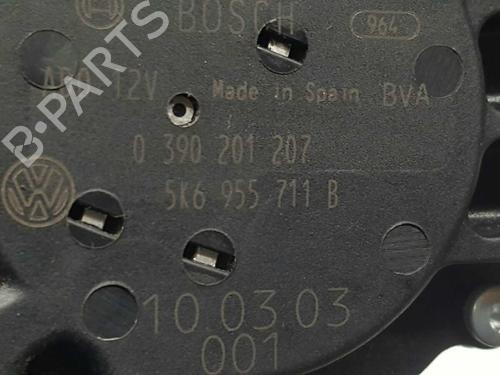 BOSCH 964
12V Made in Spain BVA
0 390 201 207
5K6 955 711 B
10.03.03
001
B-PARTS